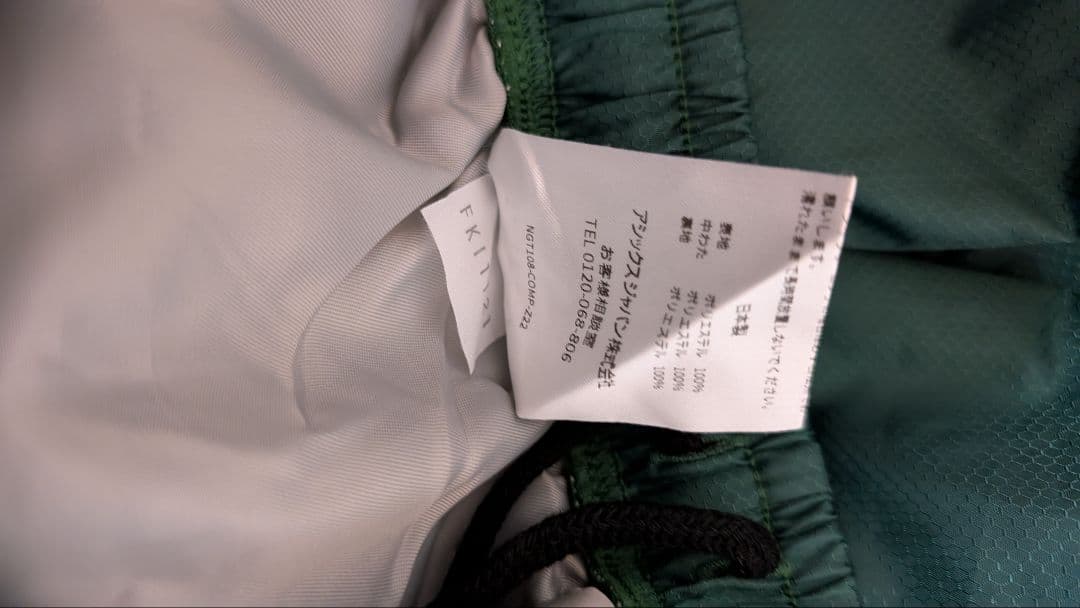 願いします。
濡れたまま長時間放置しないでください。
日本製
表地 ポリエステル 100%
中わた ポリエステル 100%
裏地 ポリエステル 100%
アシックスジャパン株式会社
お客様相談室
TEL 0120-068-806
NGT108-COMP-Z22